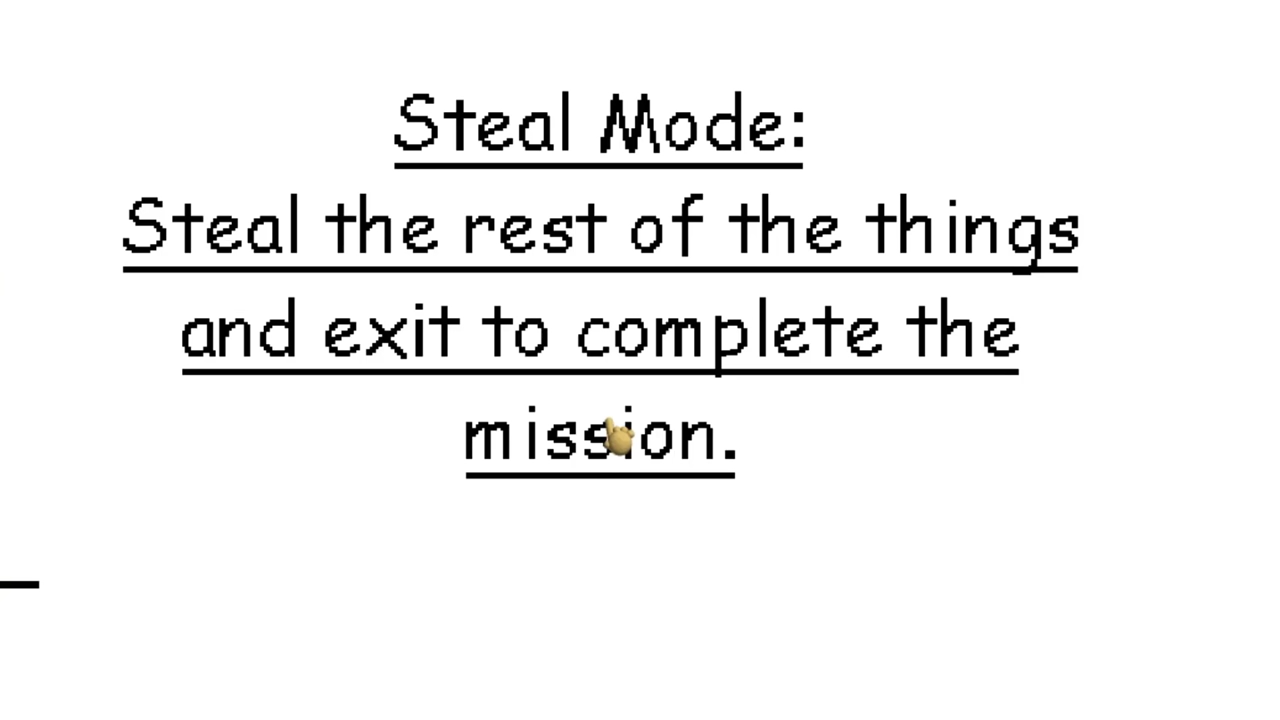 Steal Mode:
Steal the rest of the things
and exit to complete the
mission.